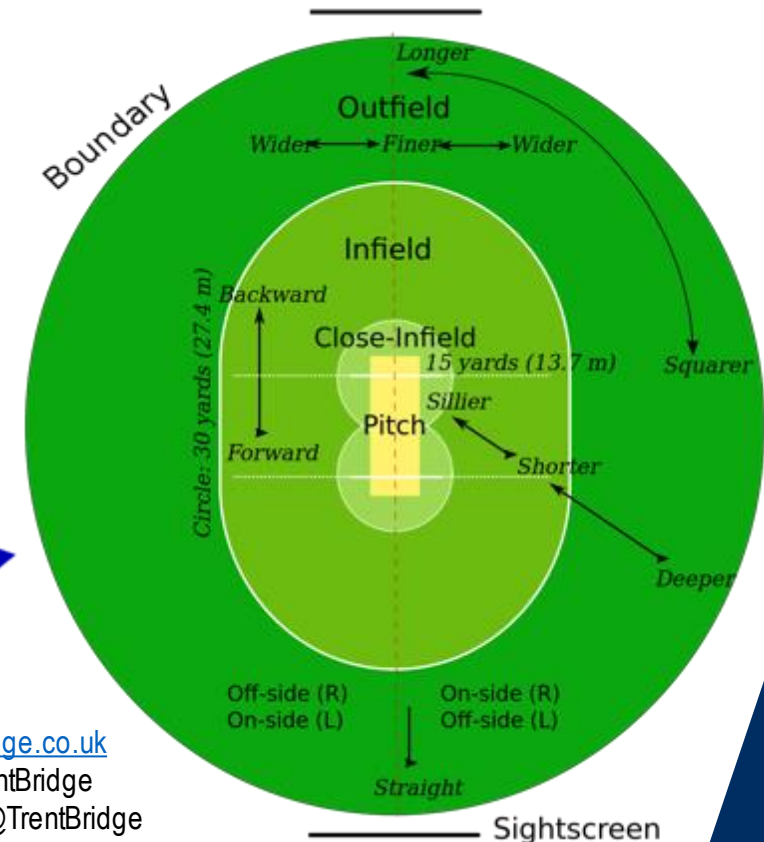 Longer
Boundary
Outfield
Wider Finer Wider
Infield
Backward
Circle: 30 yards (27.4 m)
Close-Infield
15 yards (13.7 m)
Squarer
Sillier
Pitch
Forward
Shorter
Deeper
Off-side (R) On-side (R)
On-side (L) Off-side (L)
ge.co.uk
ntBridge
Straight
@TrentBridge
Sightscreen